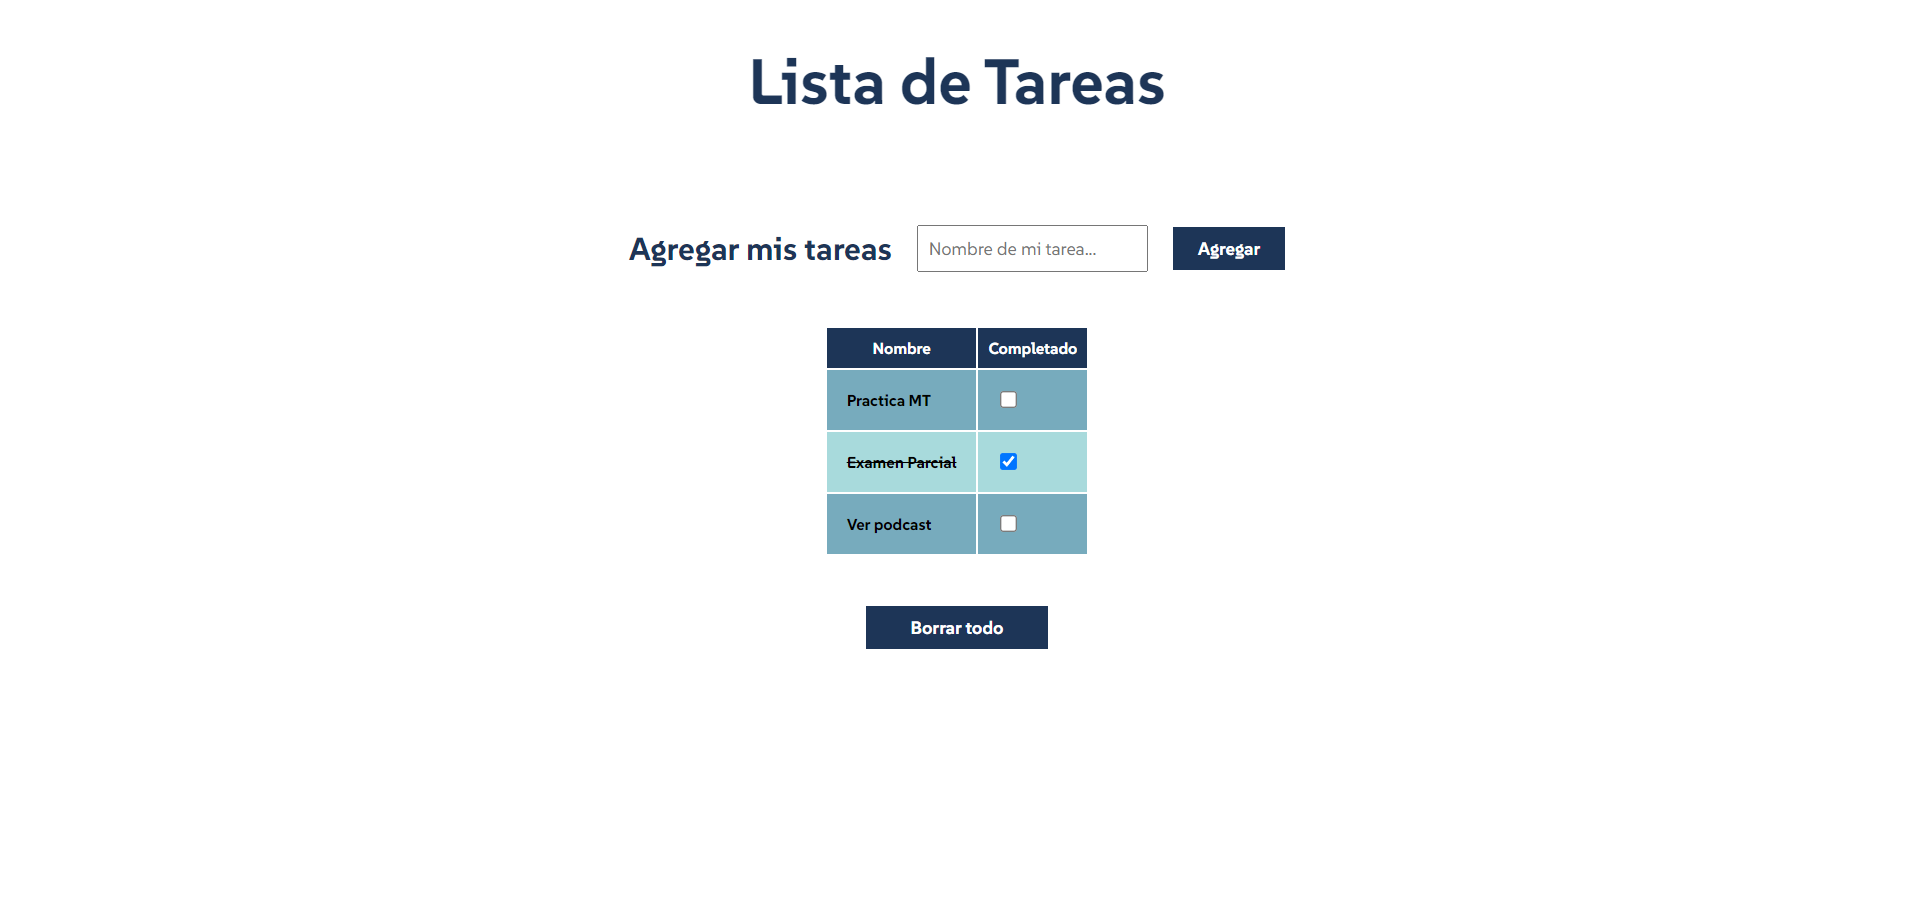 Lista de Tareas
Agregar mis tareas Nombre de mi tarea... Agregar
Nombre Completado
Practica MT
Examen Parcial
Ver podcast
Borrar todo